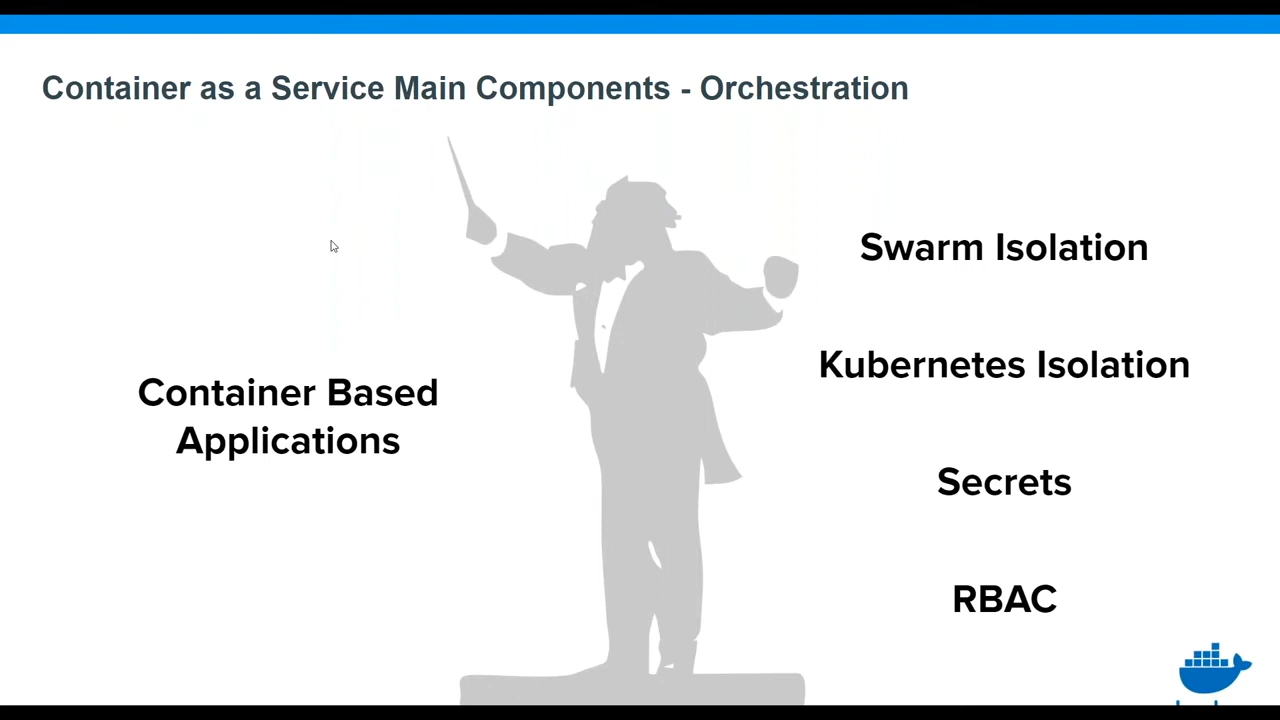 Container as a Service Main Components - Orchestration
Container Based
Applications
Swarm Isolation
Kubernetes Isolation
Secrets
RBAC